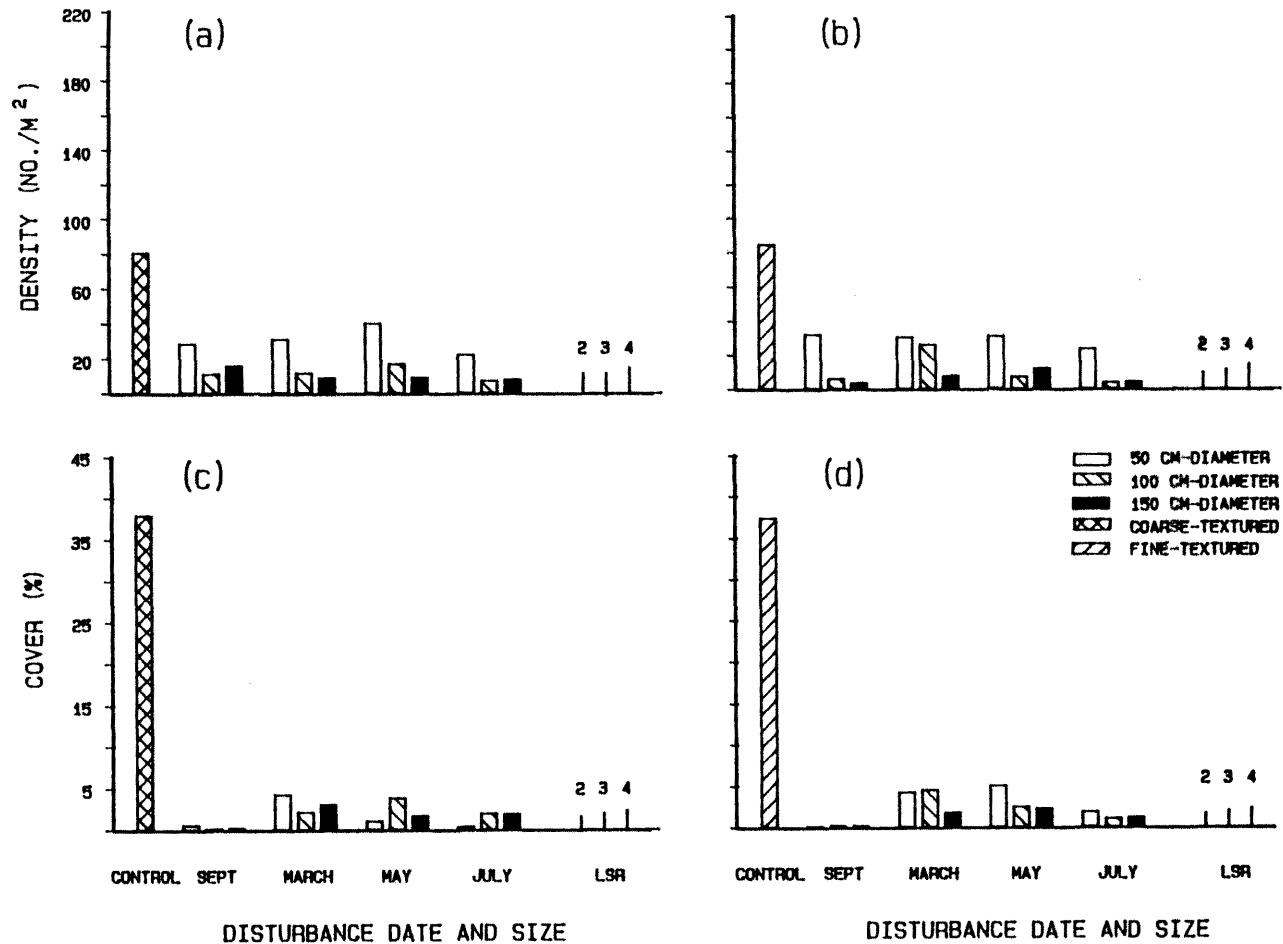 (a)
(b)
DENSITY (NO./M²)
220
180
140
100
60
20
2 3 4
2 3 4
(c)
(d)
COVER (%)
45
35
25
15
5
50 CM-DIAMETER
100 CM-DIAMETER
150 CM-DIAMETER
COARSE-TEXTURED
FINE-TEXTURED
2 3 4
2 3 4
CONTROL SEPT MARCH MAY JULY LSR
CONTROL SEPT MARCH MAY JULY LSR
DISTURBANCE DATE AND SIZE
DISTURBANCE DATE AND SIZE